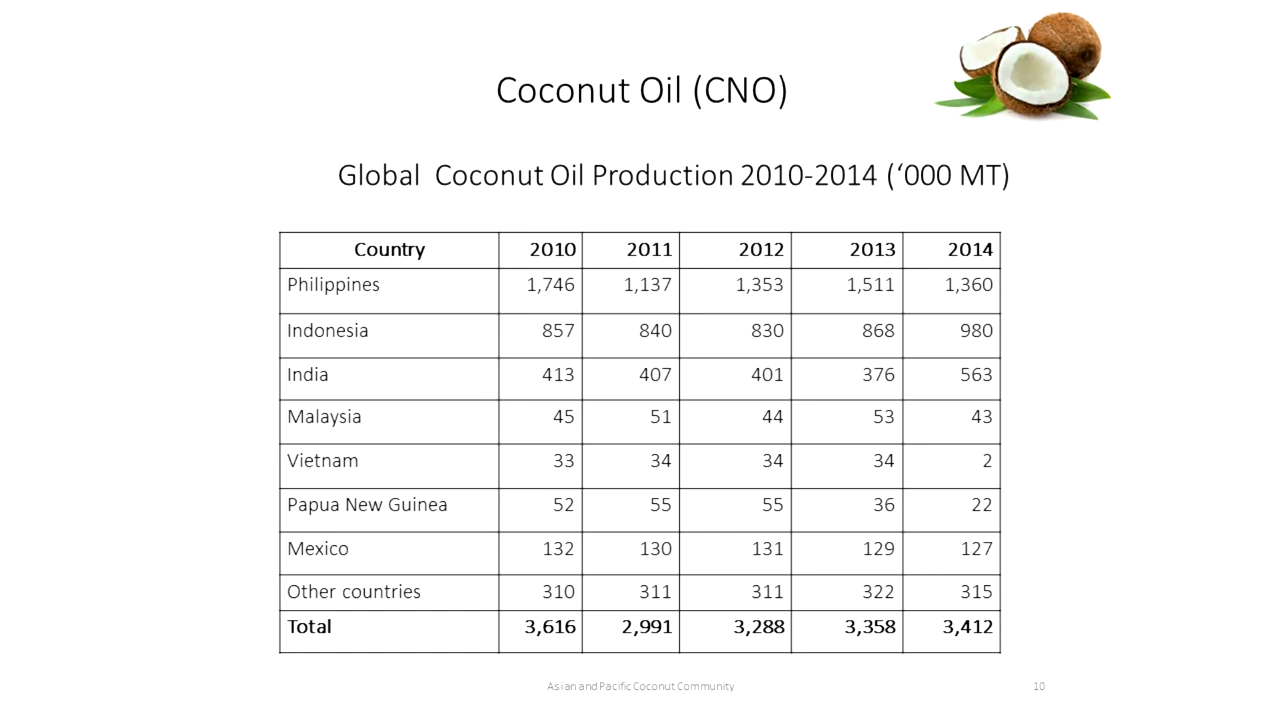 Coconut Oil (CNO)
Global Coconut Oil Production 2010-2014 (‘000 MT)
Country 2010 2011 2012 2013 2014
Philippines 1,746 1,137 1,353 1,511 1,360
Indonesia 857 840 830 868 980
India 413 407 401 376 563
Malaysia 45 51 44 53 43
Vietnam 33 34 34 34 2
Papua New Guinea 52 55 55 36 22
Mexico 132 130 131 129 127
Other countries 310 311 311 322 315
Total 3,616 2,991 3,288 3,358 3,412
Asian and Pacific Coconut Community 10